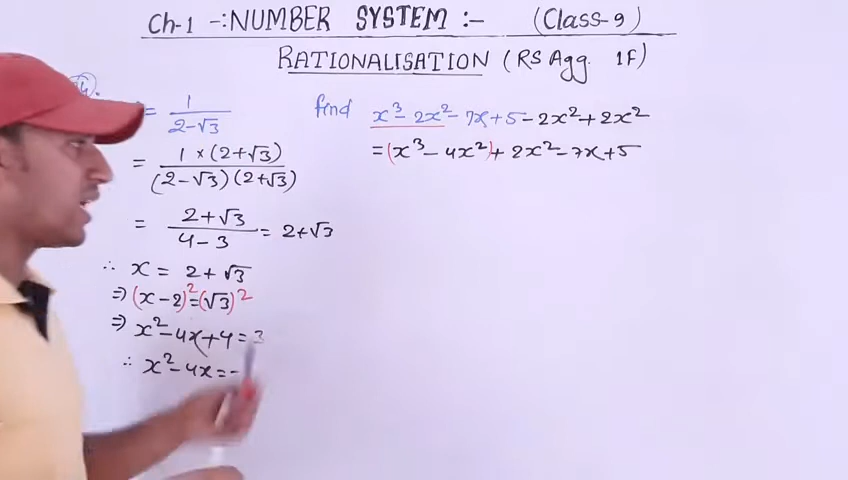 Ch-1 -: NUMBER SYSTEM :- (Class-9)
RATIONALISATION (RS Agg. 1F)
= 1/(2-√3)
= 1×(2+√3)/(2-√3)(2+√3)
= (2+√3)/(4-3) = 2+√3
∴ x = 2+√3
⇒ (x-2)² = (√3)²
⇒ x²-4x+4=3
∴ x²-4x=-
find x³-2x²-7x+5-2x²+2x²
=(x³-4x²)+2x²-7x+5